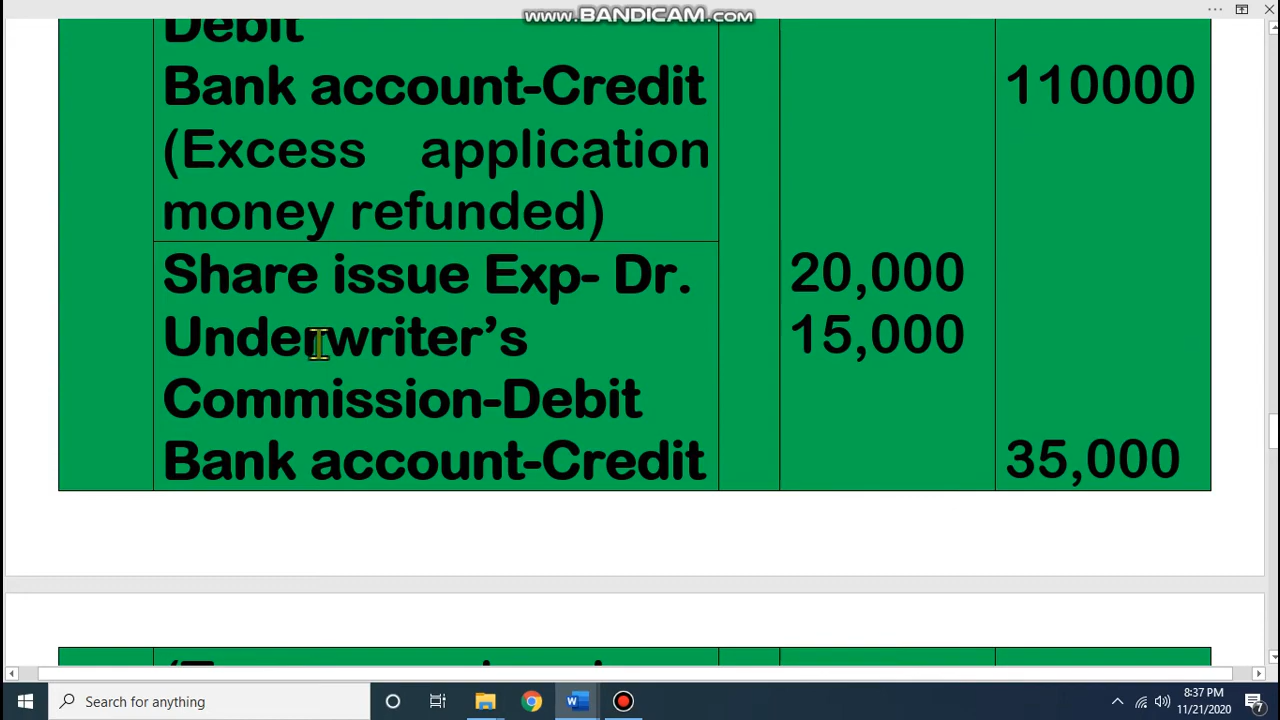 www.BANDICAM.com
Debit
Bank account-Credit 110000
(Excess application
money refunded)
Share issue Exp- Dr. 20,000
Underwriter’s 15,000
Commission-Debit
Bank account-Credit 35,000
Search for anything
8:37 PM
11/21/2020
7